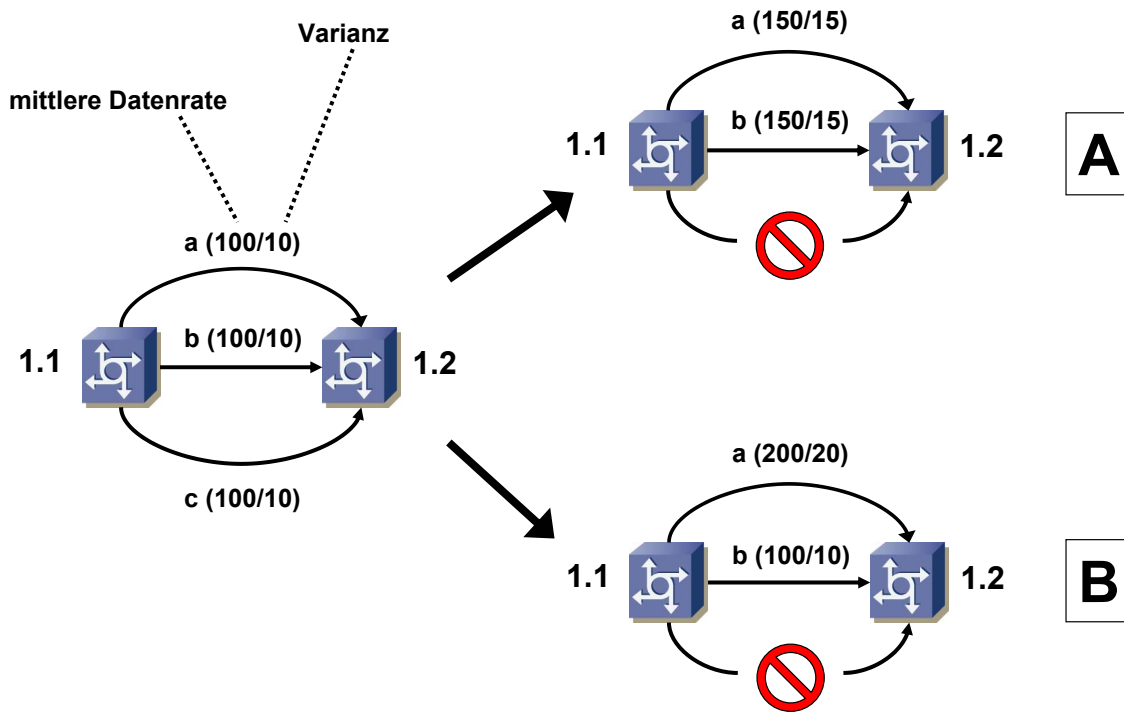 Varianz
mittlere Datenrate
a (100/10)
b (100/10)
1.1
1.2
c (100/10)
a (150/15)
b (150/15)
1.1
1.2
A
a (200/20)
b (100/10)
1.1
1.2
B